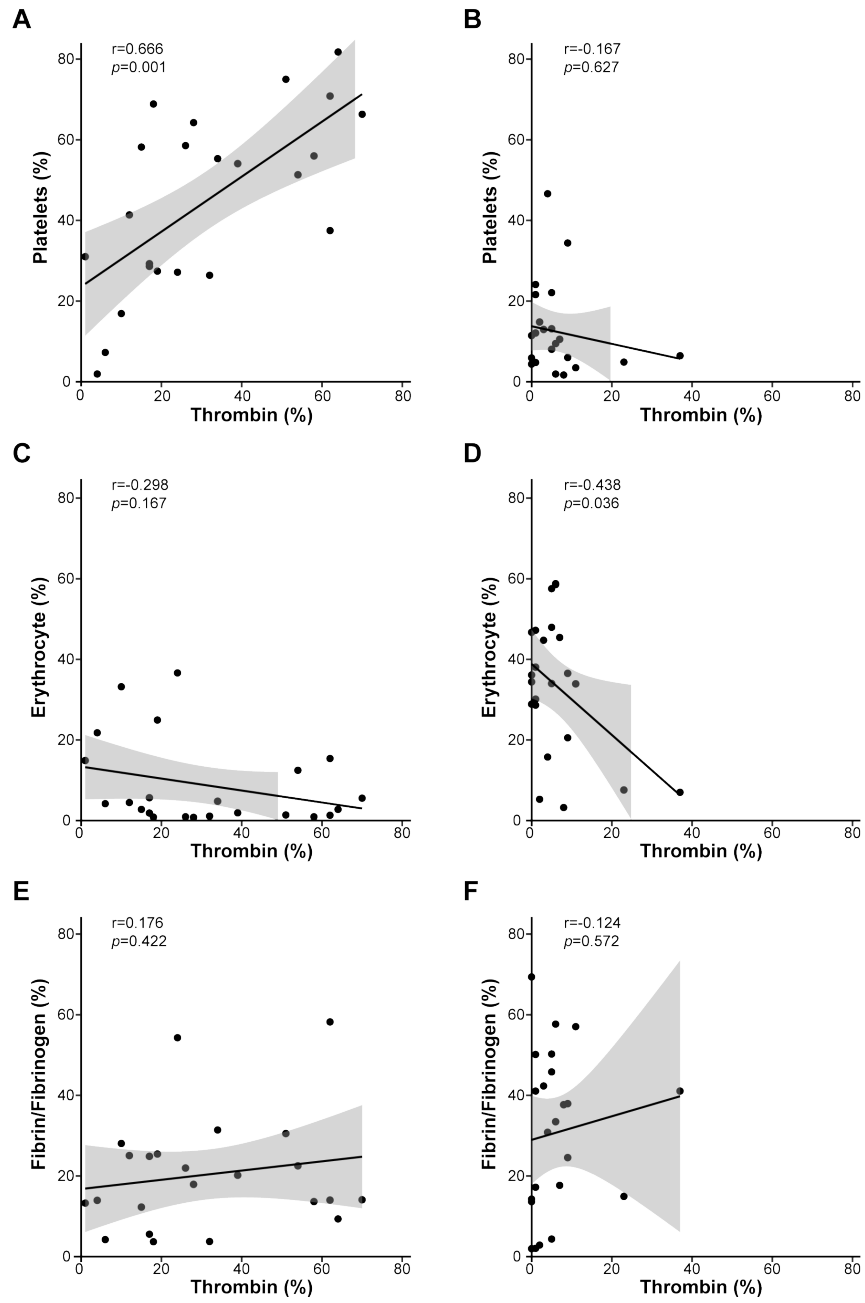 A
r=0.666
p=0.001
80
60
40
20
0
Platelets (%)
0 20 40 60 80
Thrombin (%)
B
r=-0.167
p=0.627
80
60
40
20
0
Platelets (%)
0 20 40 60 80
Thrombin (%)
C
r=-0.298
p=0.167
80
60
40
20
0
Erythrocyte (%)
0 20 40 60 80
Thrombin (%)
D
r=-0.438
p=0.036
80
60
40
20
0
Erythrocyte (%)
0 20 40 60 80
Thrombin (%)
E
r=0.176
p=0.422
80
60
40
20
0
Fibrin/Fibrinogen (%)
0 20 40 60 80
Thrombin (%)
F
r=-0.124
p=0.572
80
60
40
20
0
Fibrin/Fibrinogen (%)
0 20 40 60 80
Thrombin (%)